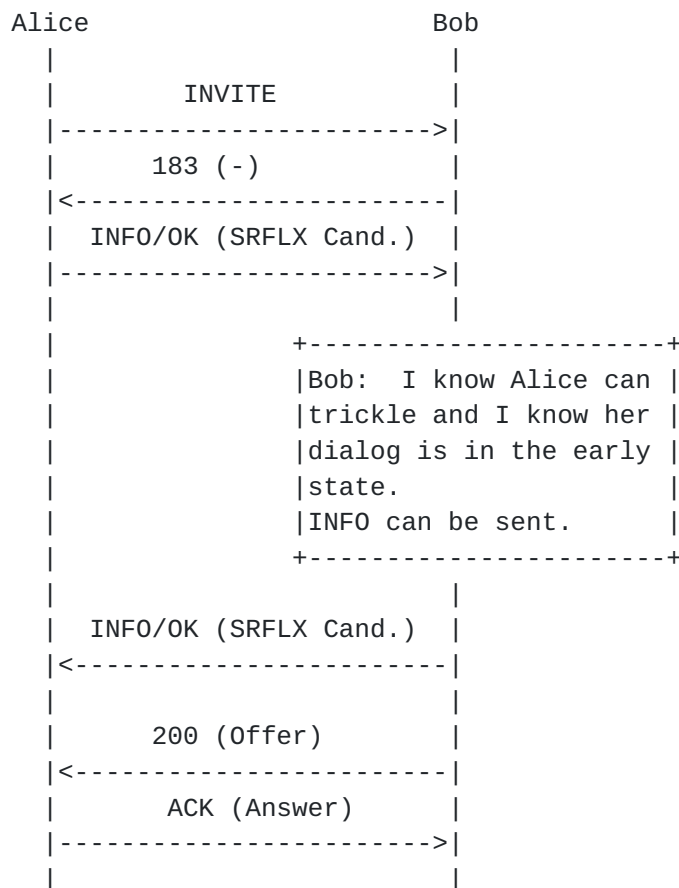 Alice Bob
INVITE
183 (-)
INFO/OK (SRFLX Cand.)
Bob:  I know Alice can
trickle and I know her
dialog is in the early
state.
INFO can be sent.
INFO/OK (SRFLX Cand.)
200 (Offer)
ACK (Answer)